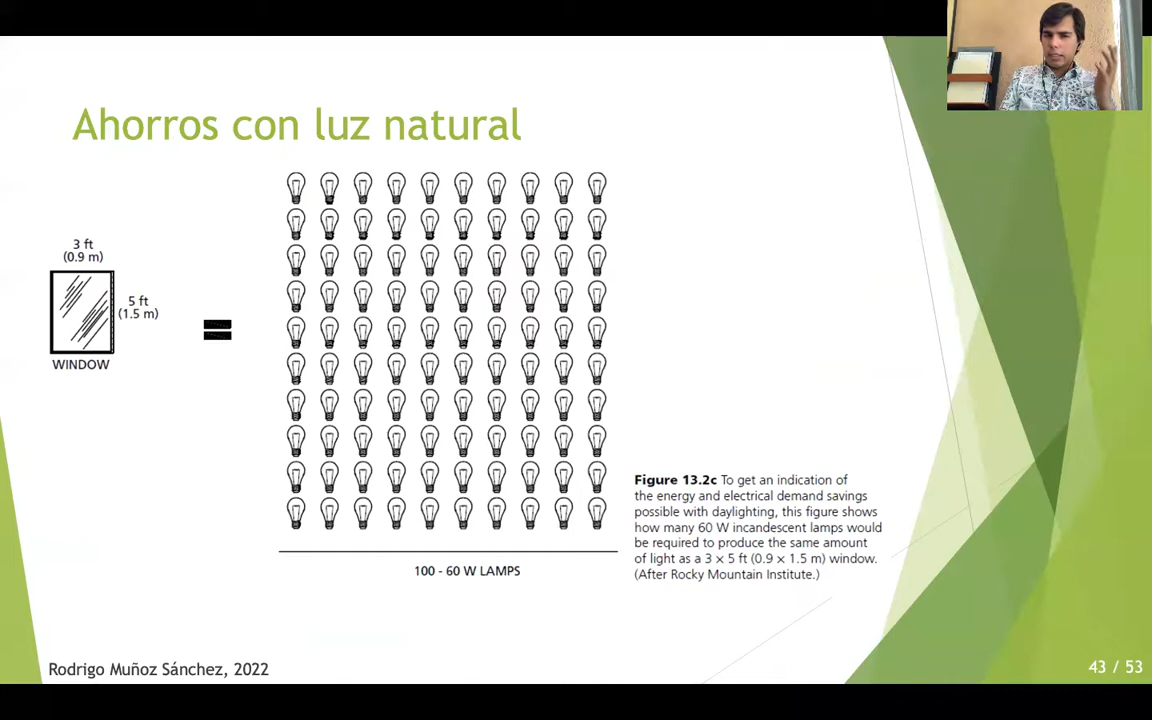 Ahorros con luz natural
3 ft
(0.9 m)
5 ft
(1.5 m)
WINDOW
=
100 - 60 W LAMPS
Figure 13.2c To get an indication of
the energy and electrical demand savings
possible with daylighting, this figure shows
how many 60 W incandescent lamps would
be required to produce the same amount
of light as a 3 × 5 ft (0.9 × 1.5 m) window.
(After Rocky Mountain Institute.)
Rodrigo Muñoz Sánchez, 2022
43 / 53